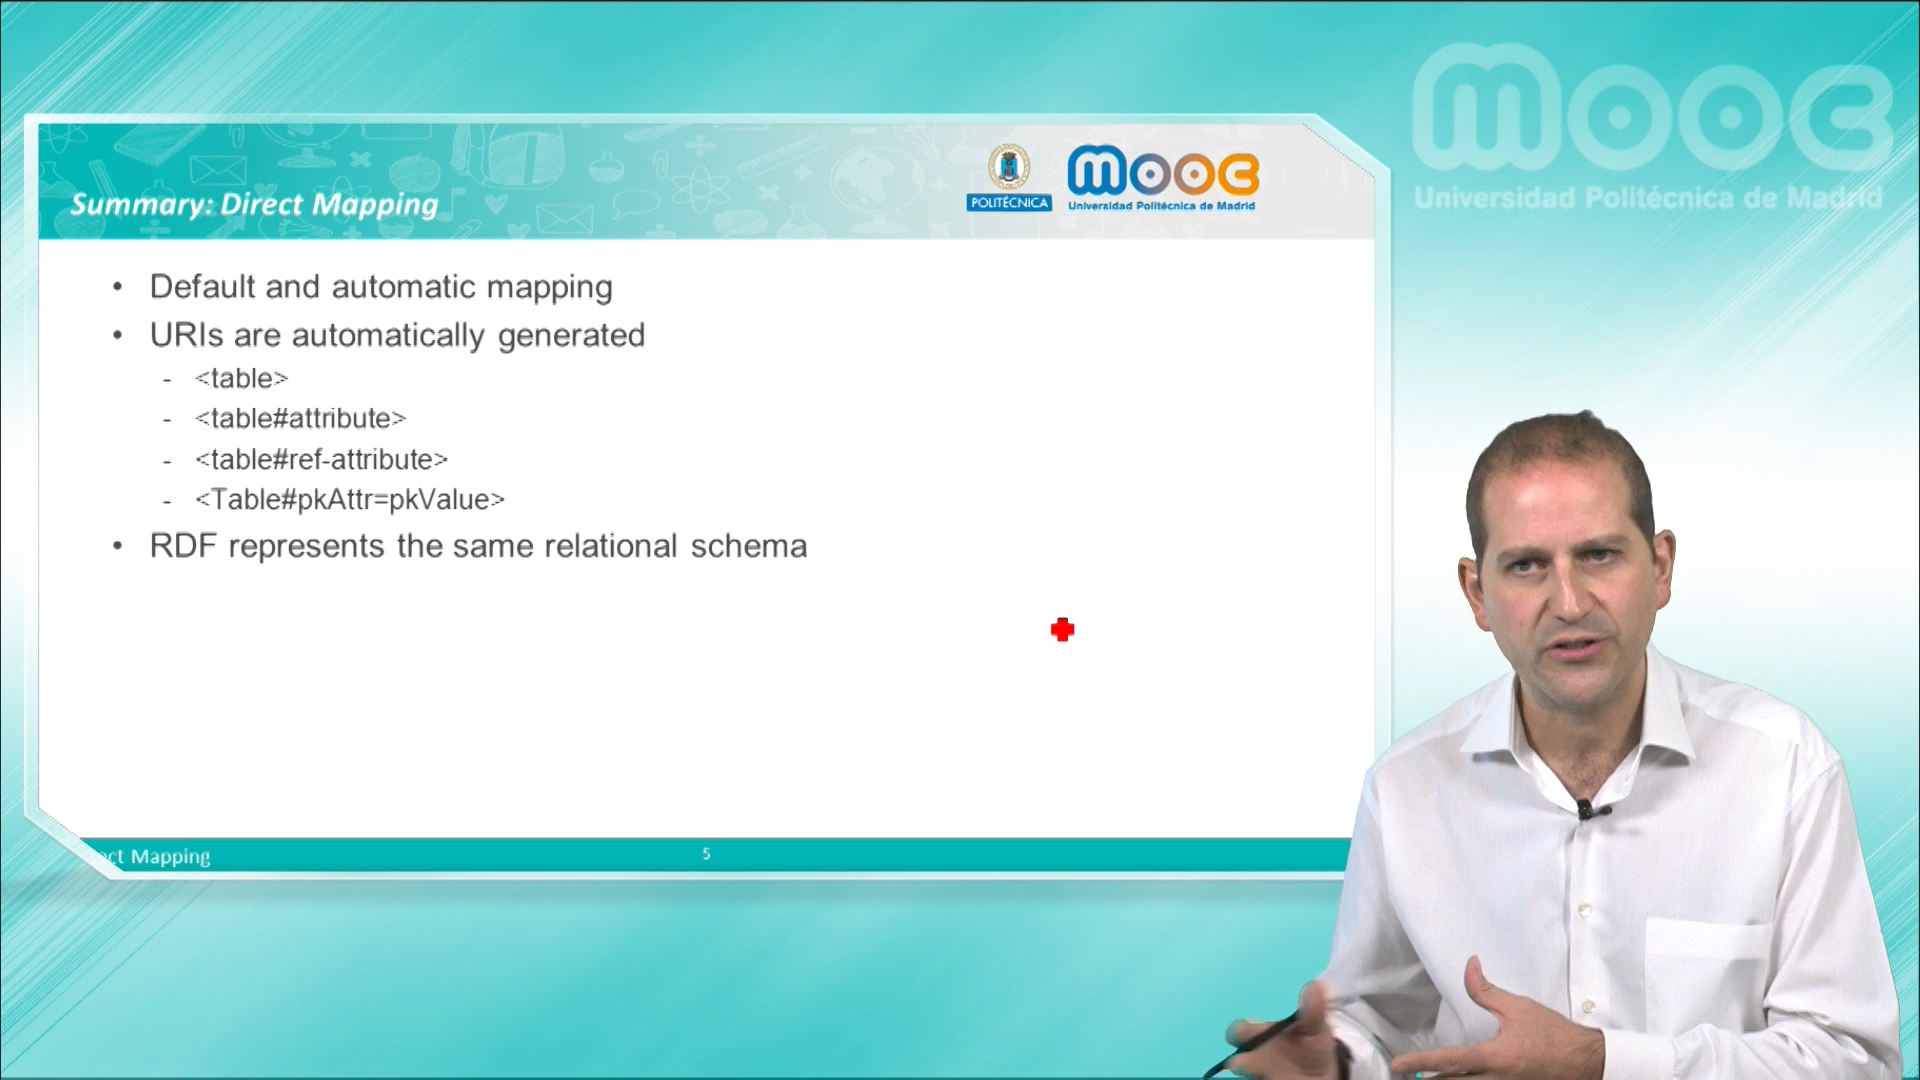 mooc
Universidad Politécnica de Madrid
Summary: Direct Mapping
POLITÉCNICA
mooc
Universidad Politécnica de Madrid
• Default and automatic mapping
• URIs are automatically generated
- <table>
- <table#attribute>
- <table#ref-attribute>
- <Table#pkAttr=pkValue>
• RDF represents the same relational schema
ect Mapping
5